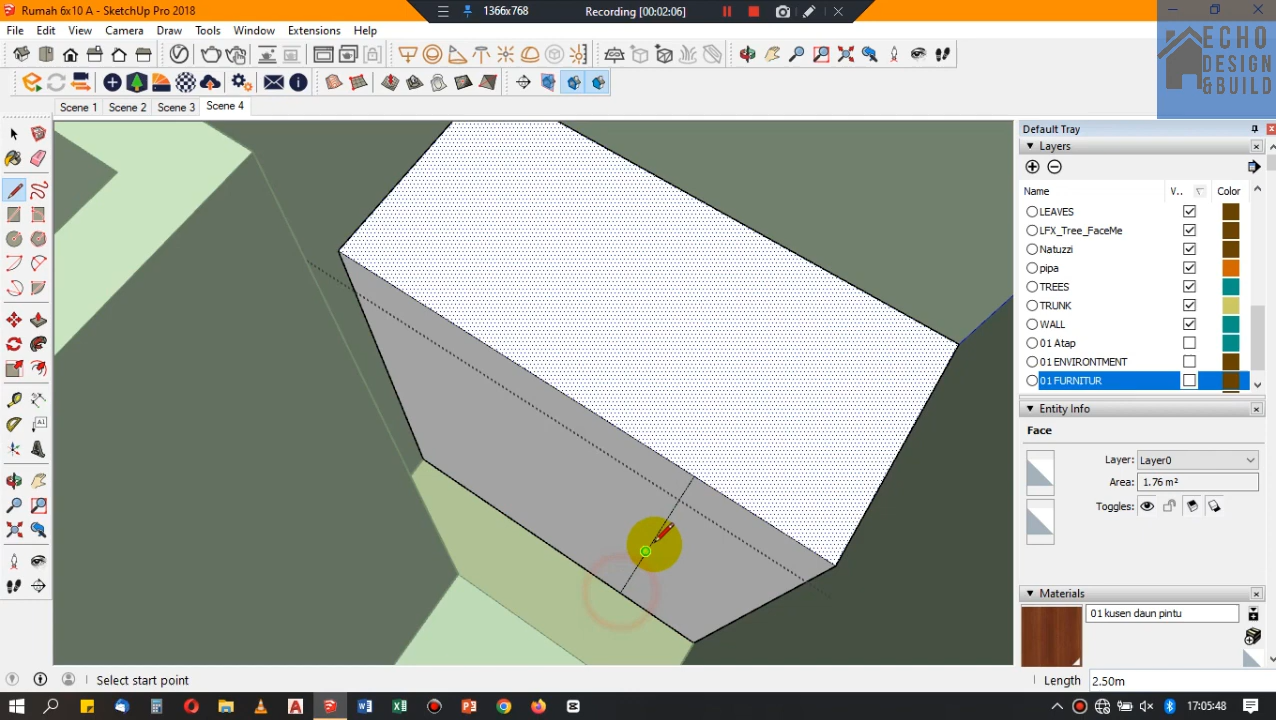 Rumah 6x10 A - SketchUp Pro 2018
1366x768
Recording [00:02:06]
ECHO
DESIGN
&BUILD
File Edit View Camera Draw Tools Window Extensions Help
Scene 1 Scene 2 Scene 3 Scene 4
Default Tray
Layers
Name V.. Color
LEAVES
LFX_Tree_FaceMe
Natuzzi
pipa
TREES
TRUNK
WALL
01 Atap
01 ENVIRONTMENT
01 FURNITUR
Entity Info
Face
Layer: Layer0
Area: 1.76 m²
Toggles:
Materials
01 kusen daun pintu
Select start point
Length 2.50m
17:05:48